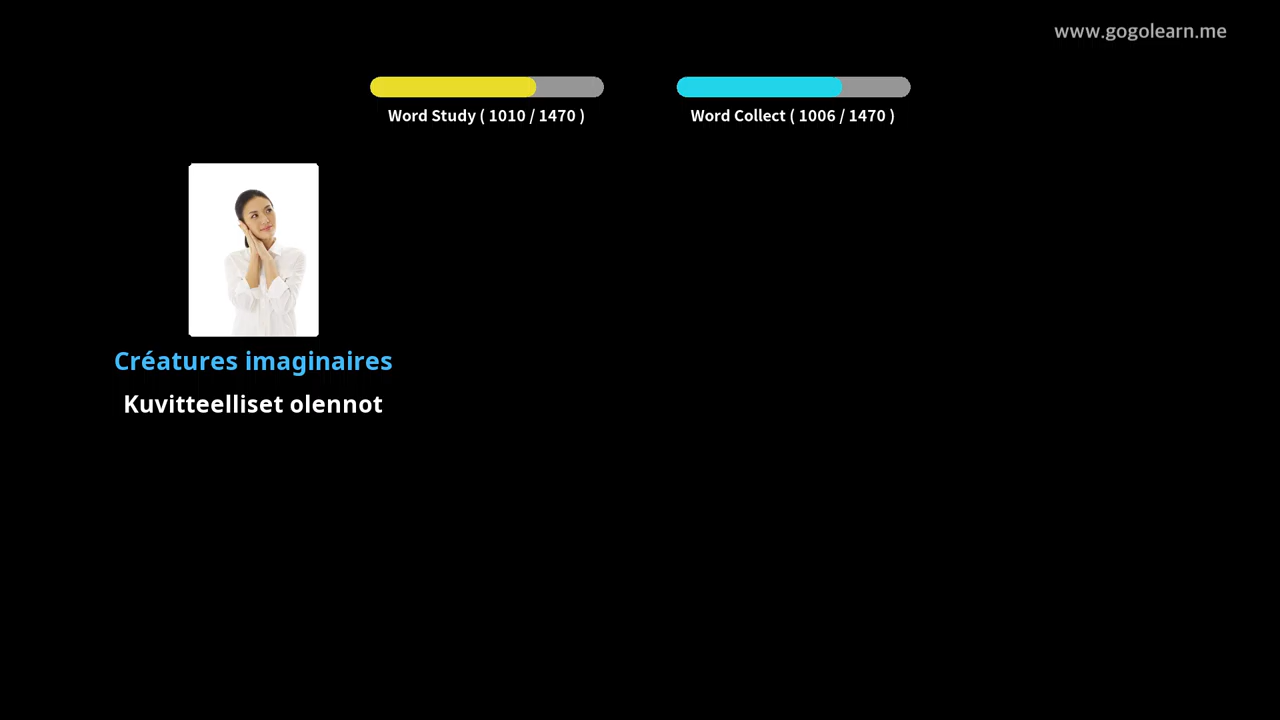 www.gogolearn.me
Word Study ( 1010 / 1470 )
Word Collect ( 1006 / 1470 )
Créatures imaginaires
Kuvitteelliset olennot